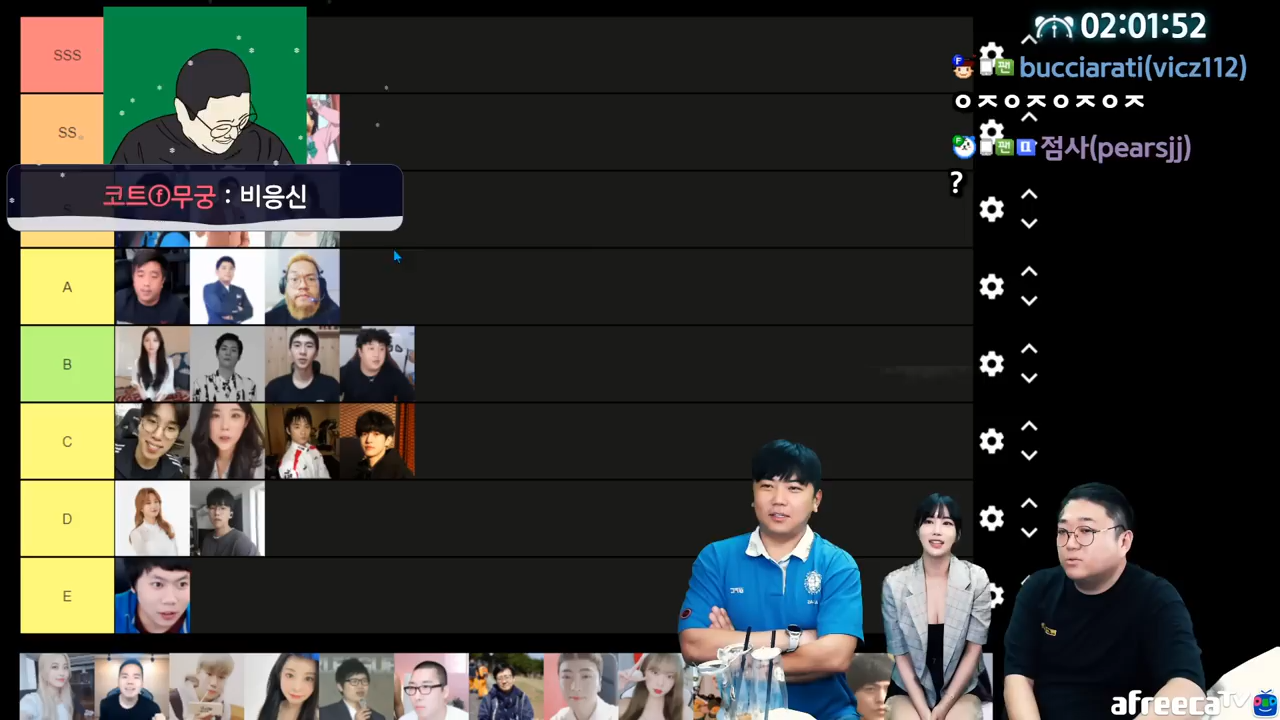 SSS
02:01:52
bucciarati(vicz112)
ㅇㅈㅇㅈㅇㅈㅇㅈ
SS
점사(pearsjj)
?
코트ⓕ무궁 : 비응신
A
B
C
D
E
afreecaTV